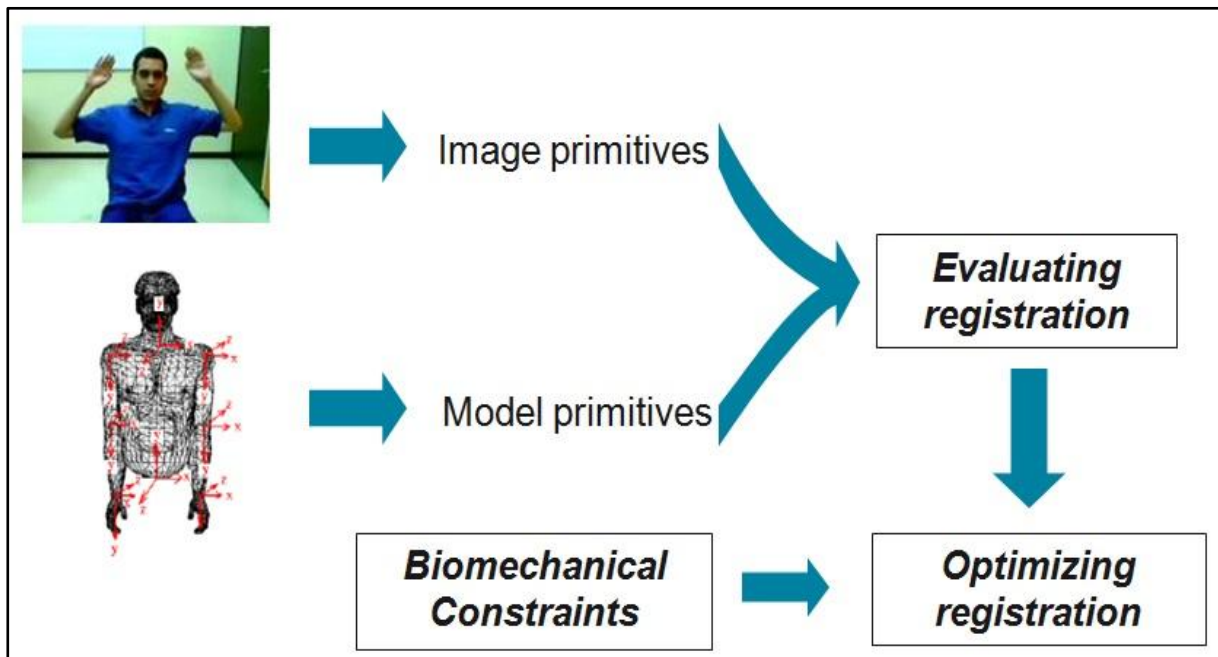 Image primitives
Evaluating
registration
Model primitives
Biomechanical
Constraints
Optimizing
registration
y
x
z
x
z
x
y
x
z
x
y
y
x
z
x
z
y